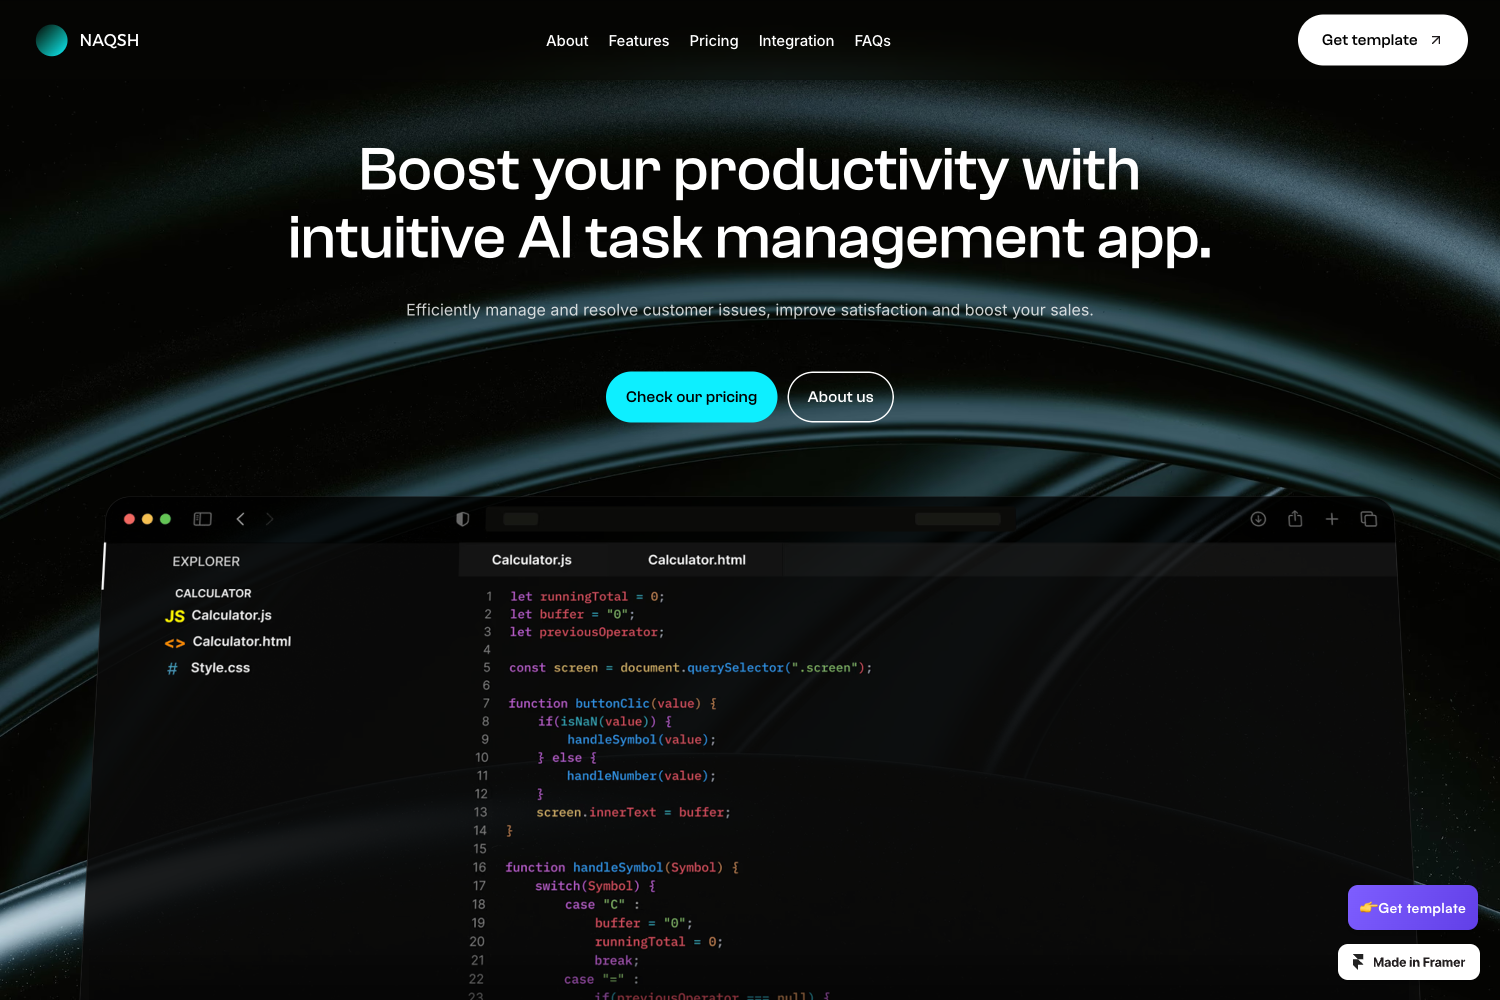 NAQSH
About Features Pricing Integration FAQs
Get template
Boost your productivity with
intuitive AI task management app.
Efficiently manage and resolve customer issues, improve satisfaction and boost your sales.
Check our pricing
About us
EXPLORER
CALCULATOR
JS Calculator.js
<> Calculator.html
# Style.css
Calculator.js Calculator.html
1 let runningTotal = 0;
2 let buffer = "0";
3 let previousOperator;
4
5 const screen = document.querySelector(".screen");
6
7 function buttonClic(value) {
8 if(isNaN(value)) {
9 handleSymbol(value);
10 } else {
11 handleNumber(value);
12 }
13 screen.innerText = buffer;
14 }
15
16 function handleSymbol(Symbol) {
17 switch(Symbol) {
18 case "C" :
19 buffer = "0";
20 runningTotal = 0;
21 break;
22 case "=" :
23 if(previousOperator === null) {
👉Get template
Made in Framer